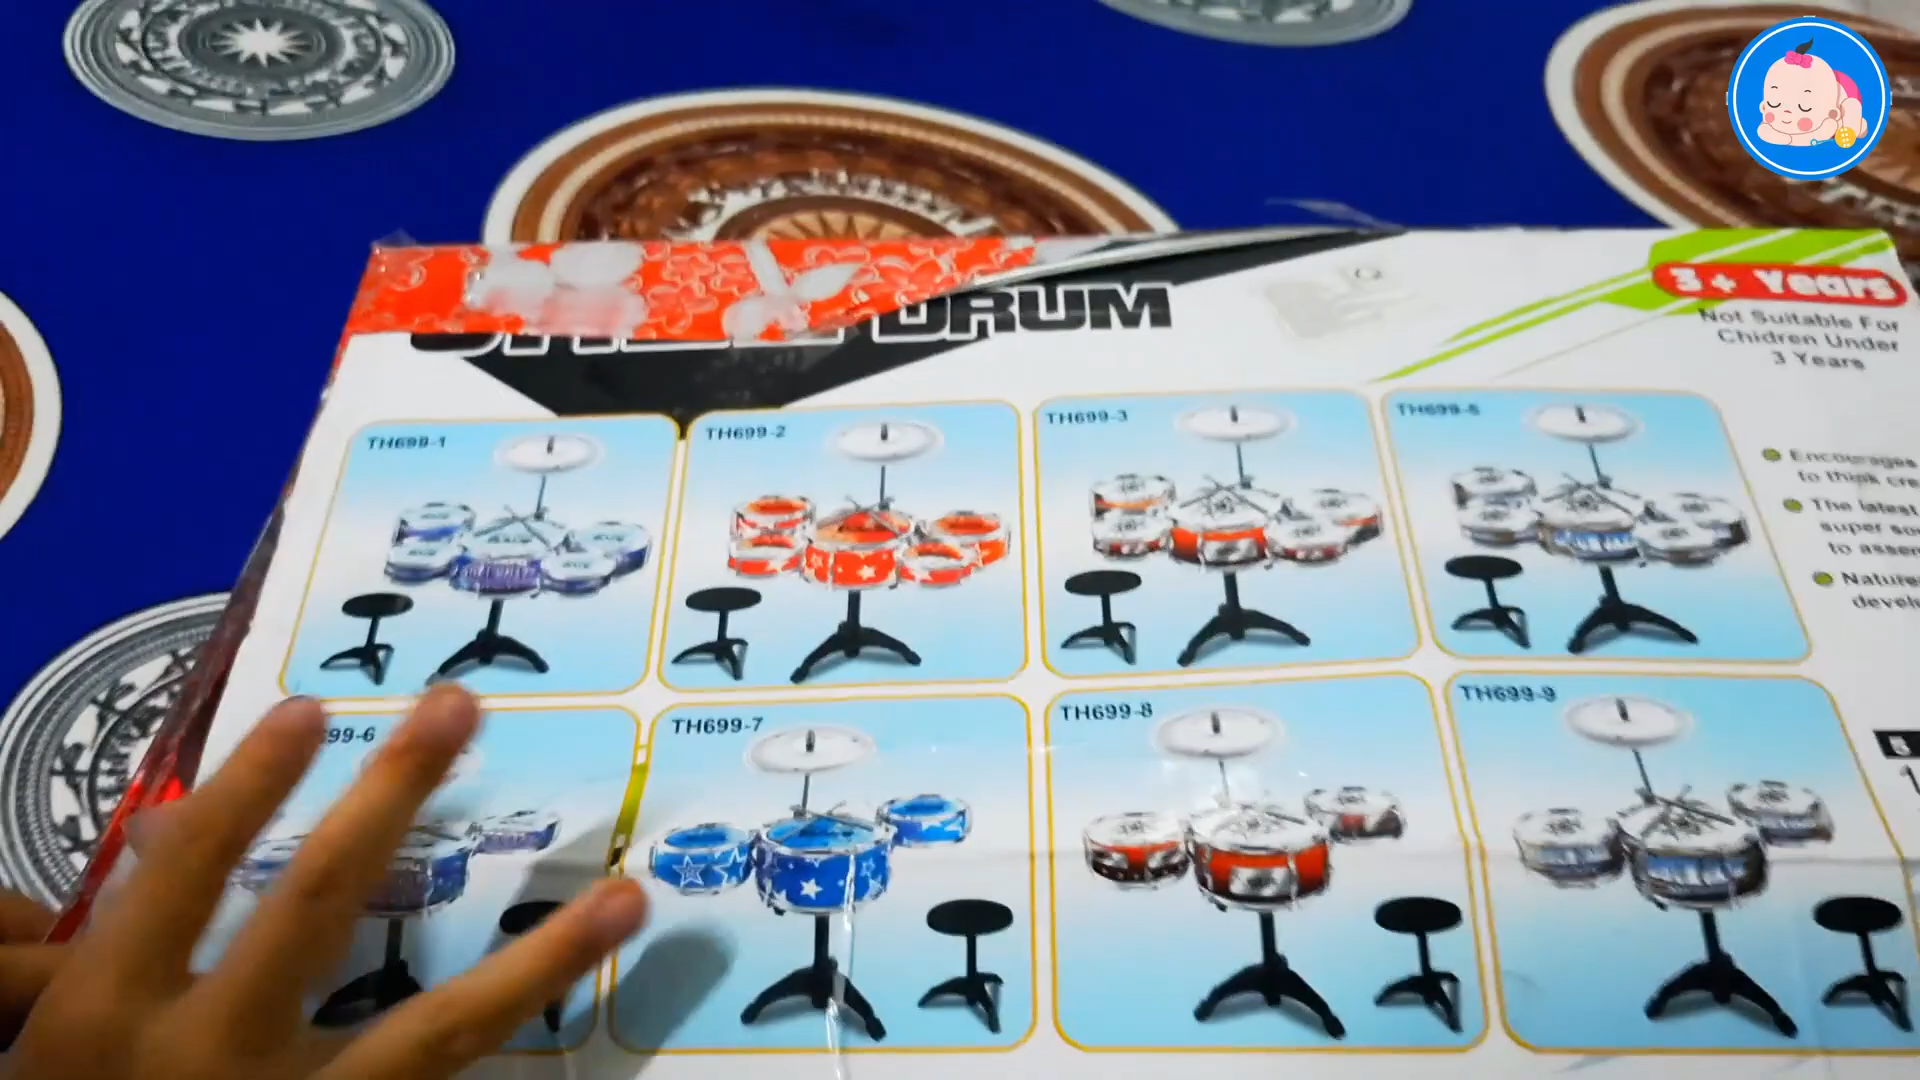 DRUM
3+ Years
Not Suitable For
Chidren Under
3 Years
TH699-1
TH699-2
TH699-3
TH699-5
Encourages
to think cre
The latest
super so
to assem
Nature
devel
99-6
TH699-7
TH699-8
TH699-9